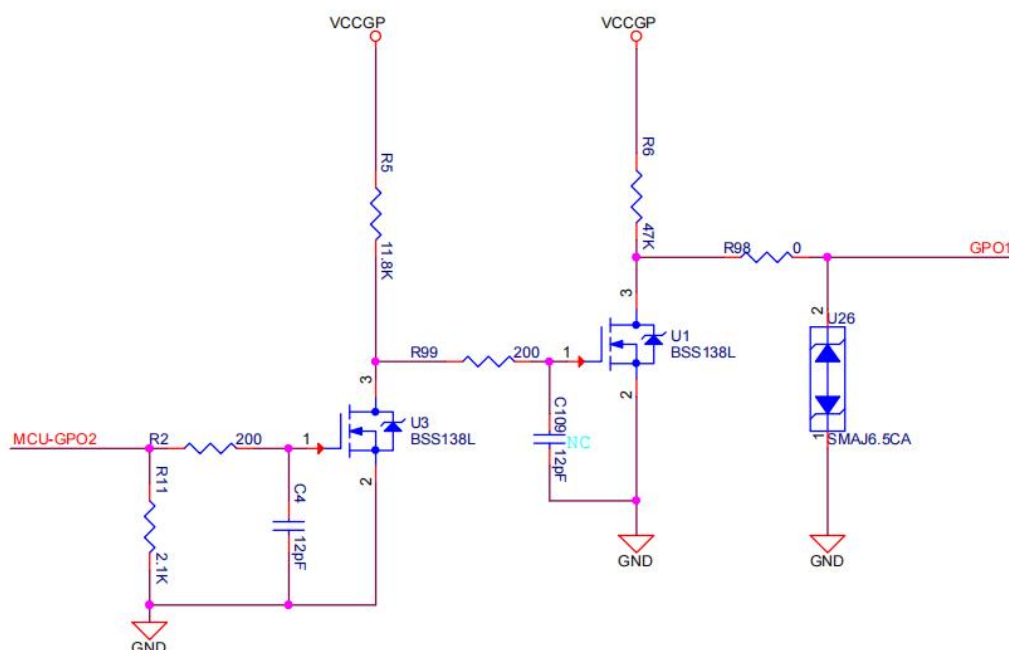 VCCGP
VCCGP
R5
11.8K
R6
47K
R98
0
GPO1
3
U1
BSS138L
1
2
2
U26
1
SMAJ6.5CA
R99
200
C109
NC
12pF
3
U3
BSS138L
1
2
MCU-GPO2
R2
200
R11
2.1K
C4
12pF
GND
GND
GND